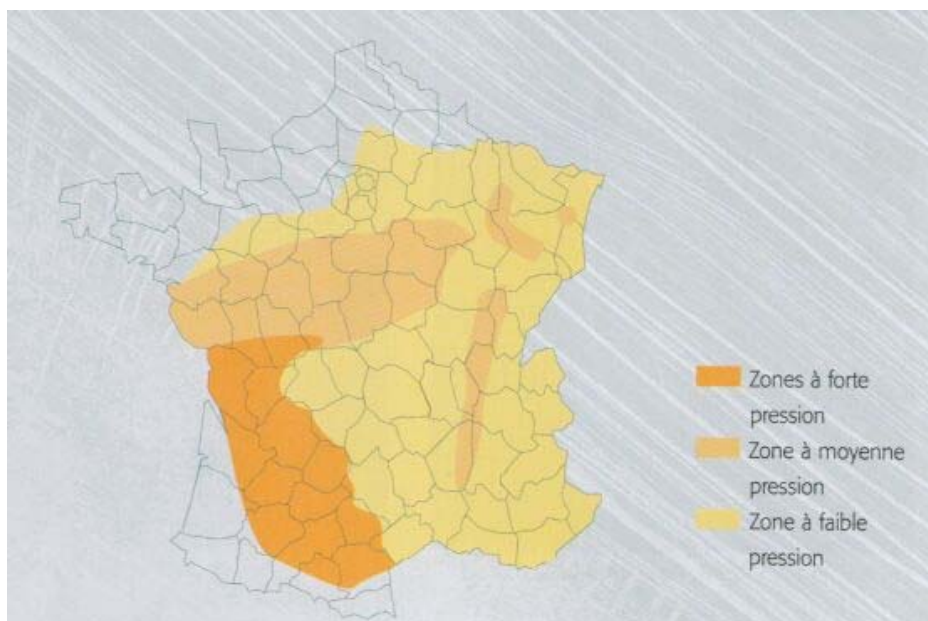 Zones à forte
pression
Zone à moyenne
pression
Zone à faible
pression